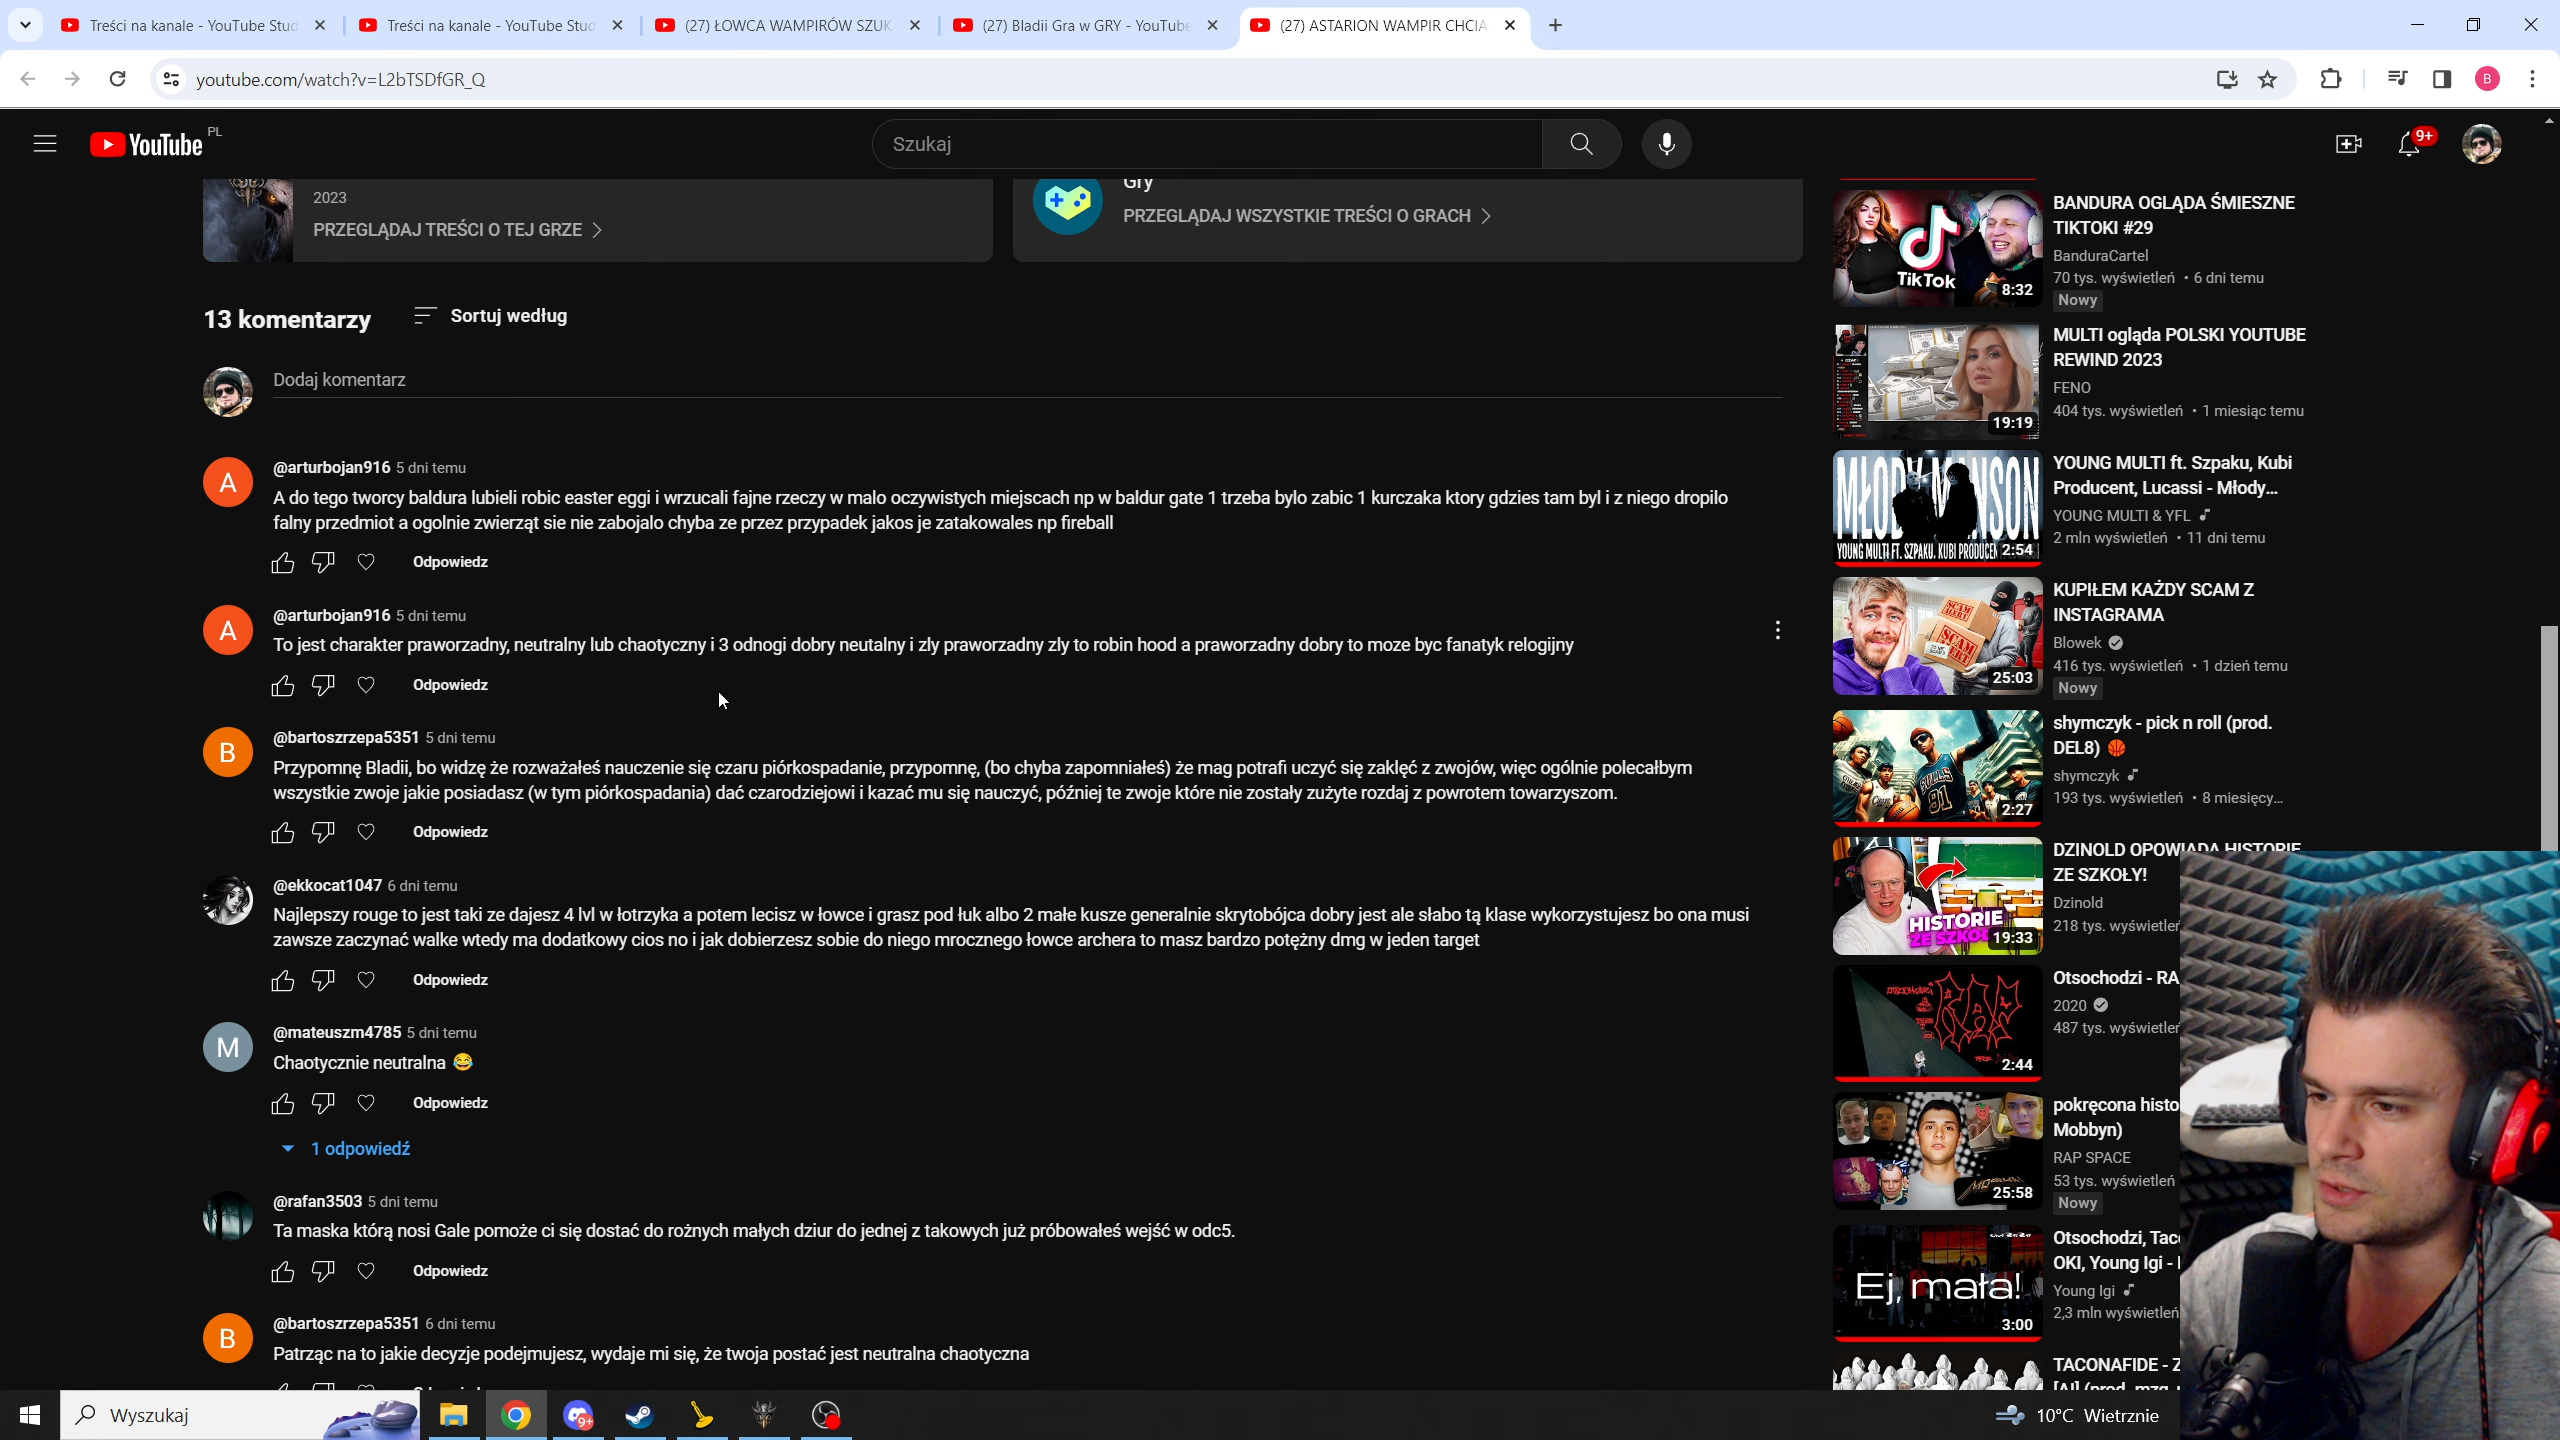 Treści na kanale - YouTube Stud
Treści na kanale - YouTube Stud
(27) ŁOWCA WAMPIRÓW SZUK
(27) Bladii Gra w GRY - YouTube
(27) ASTARION WAMPIR CHCIA
youtube.com/watch?v=L2bTSDfGR_Q
B
YouTube PL
Szukaj
9+
2023
PRZEGLĄDAJ TREŚCI O TEJ GRZE
Gry
PRZEGLĄDAJ WSZYSTKIE TREŚCI O GRACH
13 komentarzy
Sortuj według
Dodaj komentarz
A
@arturbojan916 5 dni temu
A do tego tworcy baldura lubieli robic easter eggi i wrzucali fajne rzeczy w malo oczywistych miejscach np w baldur gate 1 trzeba bylo zabic 1 kurczaka ktory gdzies tam byl i z niego dropilo
falny przedmiot a ogolnie zwierząt sie nie zabojalo chyba ze przez przypadek jakos je zatakowales np fireball
Odpowiedz
A
@arturbojan916 5 dni temu
To jest charakter praworzadny, neutralny lub chaotyczny i 3 odnogi dobry neutalny i zly praworzadny zly to robin hood a praworzadny dobry to moze byc fanatyk relogijny
Odpowiedz
B
@bartoszrzepa5351 5 dni temu
Przypomnę Bladii, bo widzę że rozważałeś nauczenie się czaru piórkospadanie, przypomnę, (bo chyba zapomniałeś) że mag potrafi uczyć się zaklęć z zwojów, więc ogólnie polecałbym
wszystkie zwoje jakie posiadasz (w tym piórkospadania) dać czarodziejowi i kazać mu się nauczyć, później te zwoje które nie zostały zużyte rozdaj z powrotem towarzyszom.
Odpowiedz
@ekkocat1047 6 dni temu
Najlepszy rouge to jest taki ze dajesz 4 lvl w łotrzyka a potem lecisz w łowce i grasz pod łuk albo 2 małe kusze generalnie skrytobójca dobry jest ale słabo tą klase wykorzystujesz bo ona musi
zawsze zaczynać walke wtedy ma dodatkowy cios no i jak dobierzesz sobie do niego mrocznego łowce archera to masz bardzo potężny dmg w jeden target
Odpowiedz
M
@mateuszm4785 5 dni temu
Chaotycznie neutralna 😂
Odpowiedz
1 odpowiedź
@rafan3503 5 dni temu
Ta maska którą nosi Gale pomoże ci się dostać do rożnych małych dziur do jednej z takowych już próbowałeś wejść w odc5.
Odpowiedz
B
@bartoszrzepa5351 6 dni temu
Patrząc na to jakie decyzje podejmujesz, wydaje mi się, że twoja postać jest neutralna chaotyczna
TikTok
8:32
BANDURA OGLĄDA ŚMIESZNE
TIKTOKI #29
BanduraCartel
70 tys. wyświetleń • 6 dni temu
Nowy
19:19
MULTI ogląda POLSKI YOUTUBE
REWIND 2023
FENO
404 tys. wyświetleń • 1 miesiąc temu
MŁODY MANSON
YOUNG MULTI FT. SZPAKU, KUBI PRODUCEN
2:54
YOUNG MULTI ft. Szpaku, Kubi
Producent, Lucassi - Młody...
YOUNG MULTI & YFL
2 mln wyświetleń • 11 dni temu
SCAM ALERT
SCAM ALERT
25:03
KUPIŁEM KAŻDY SCAM Z
INSTAGRAMA
Blowek
416 tys. wyświetleń • 1 dzień temu
Nowy
BULLS
91
2:27
shymczyk - pick n roll (prod.
DEL8) 🏀
shymczyk
193 tys. wyświetleń • 8 miesięcy...
HISTORIE
ZE SZKOŁ
19:33
DZINOLD OPOWIADA HISTORIE
ZE SZKOŁY!
Dzinold
218 tys. wyświetleń
RAP
2:44
Otsochodzi - RA
2020
487 tys. wyświetleń
25:58
pokręcona histo
Mobbyn)
RAP SPACE
53 tys. wyświetleń
Nowy
Ej, mała!
3:00
Otsochodzi, Tac
OKI, Young Igi -
Young Igi
2,3 mln wyświetleń
TACONAFIDE - Z
Wyszukaj
9+
10°C Wietrznie